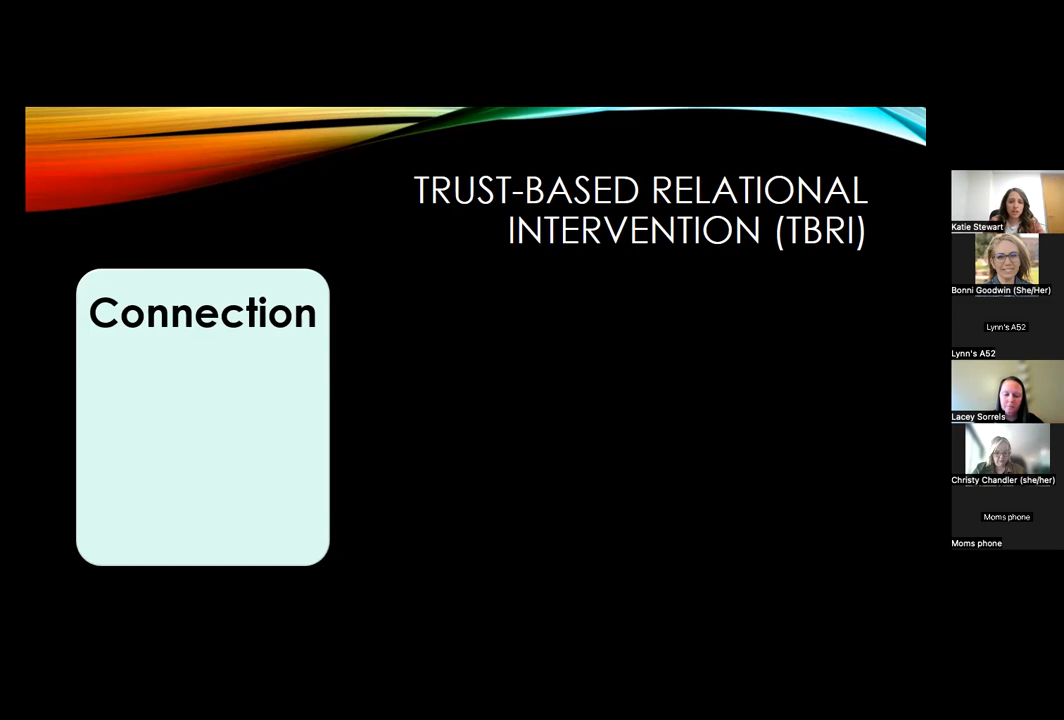 TRUST-BASED RELATIONAL
INTERVENTION (TBRI)
Connection
Katie Stewart
Bonni Goodwin (She/Her)
Lynn's A52
Lynn's A52
Lacey Sorrels
Christy Chandler (she/her)
Moms phone
Moms phone